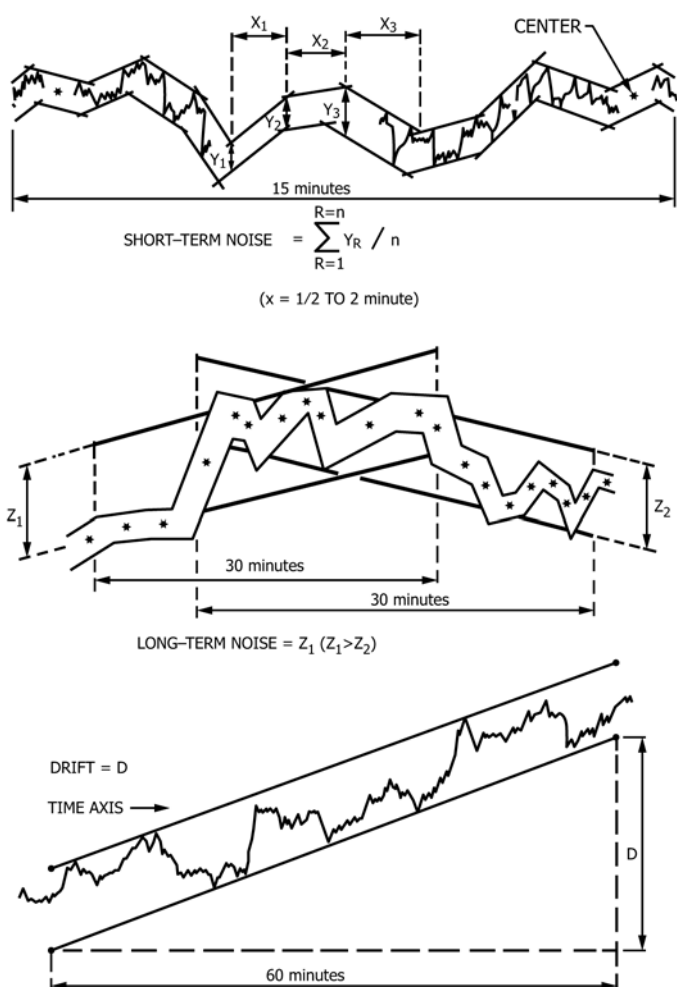 X1
X2
X3
CENTER
Y1
Y2
Y3
15 minutes
R=n
SHORT–TERM NOISE = ∑ YR / n
R=1
(x = 1/2 TO 2 minute)
Z1
Z2
30 minutes
30 minutes
LONG–TERM NOISE = Z1 (Z1>Z2)
DRIFT = D
TIME AXIS
D
60 minutes